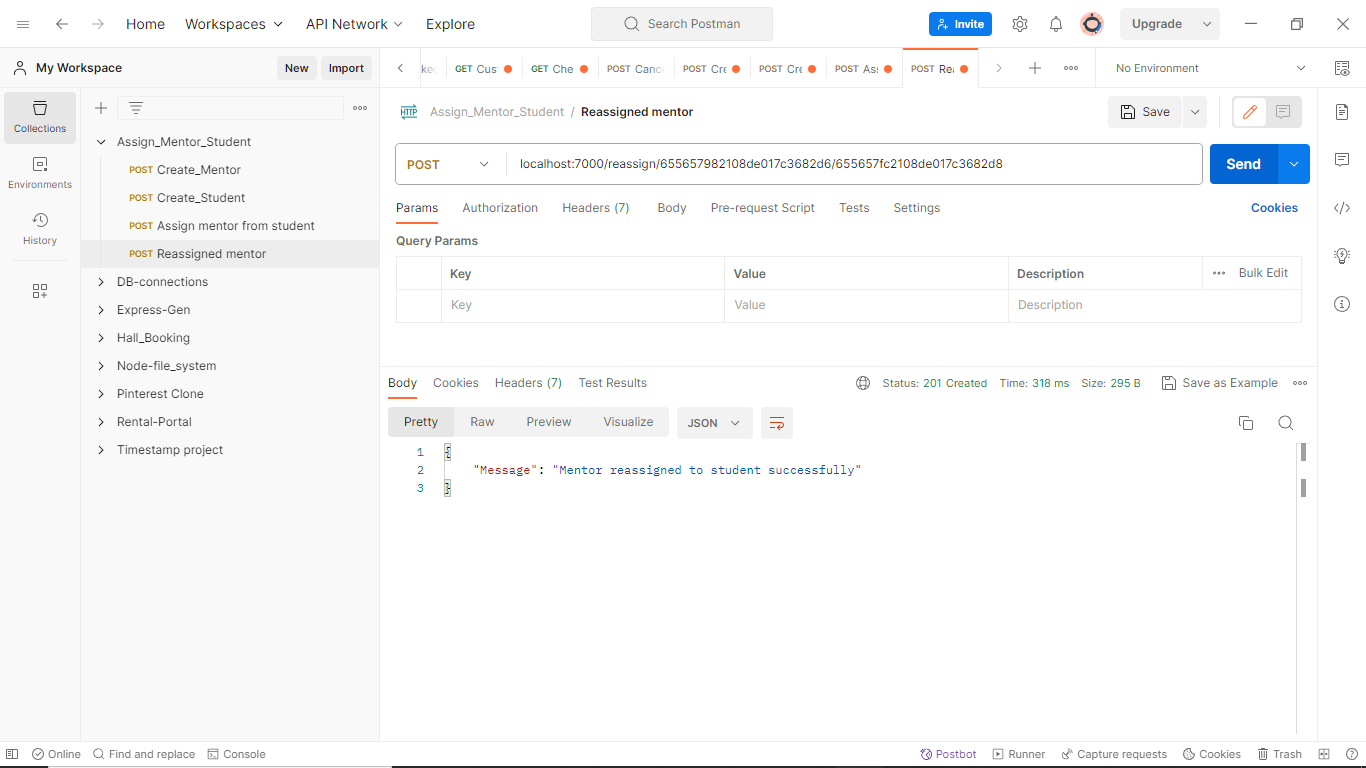 Home Workspaces API Network Explore Search Postman Invite Upgrade
My Workspace New Import GET Cus GET Che POST Canc POST Cre POST Cre POST Ass POST Rea No Environment
Collections
Environments
History
Assign_Mentor_Student
POST Create_Mentor
POST Create_Student
POST Assign mentor from student
POST Reassigned mentor
DB-connections
Express-Gen
Hall_Booking
Node-file_system
Pinterest Clone
Rental-Portal
Timestamp project
HTTP Assign_Mentor_Student / Reassigned mentor Save
POST localhost:7000/reassign/655657982108de017c3682d6/655657fc2108de017c3682d8 Send
Params Authorization Headers (7) Body Pre-request Script Tests Settings Cookies
Query Params
Key Value Description Bulk Edit
Key Value Description
Body Cookies Headers (7) Test Results Status: 201 Created Time: 318 ms Size: 295 B Save as Example
Pretty Raw Preview Visualize JSON
1 {
2 "Message": "Mentor reassigned to student successfully"
3 }
Online Find and replace Console Postbot Runner Capture requests Cookies Trash